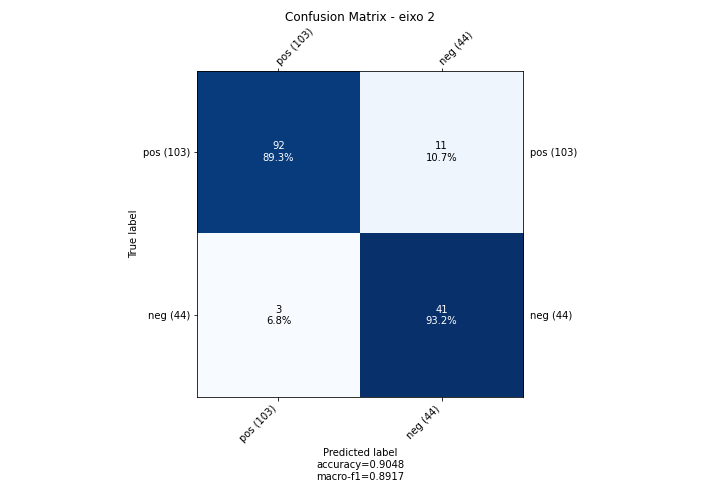 Confusion Matrix - eixo 2
pos (103)
neg (44)
92
89.3%
11
10.7%
pos (103)
pos (103)
True label
3
6.8%
41
93.2%
neg (44)
neg (44)
pos (103)
neg (44)
Predicted label
accuracy=0.9048
macro-f1=0.8917